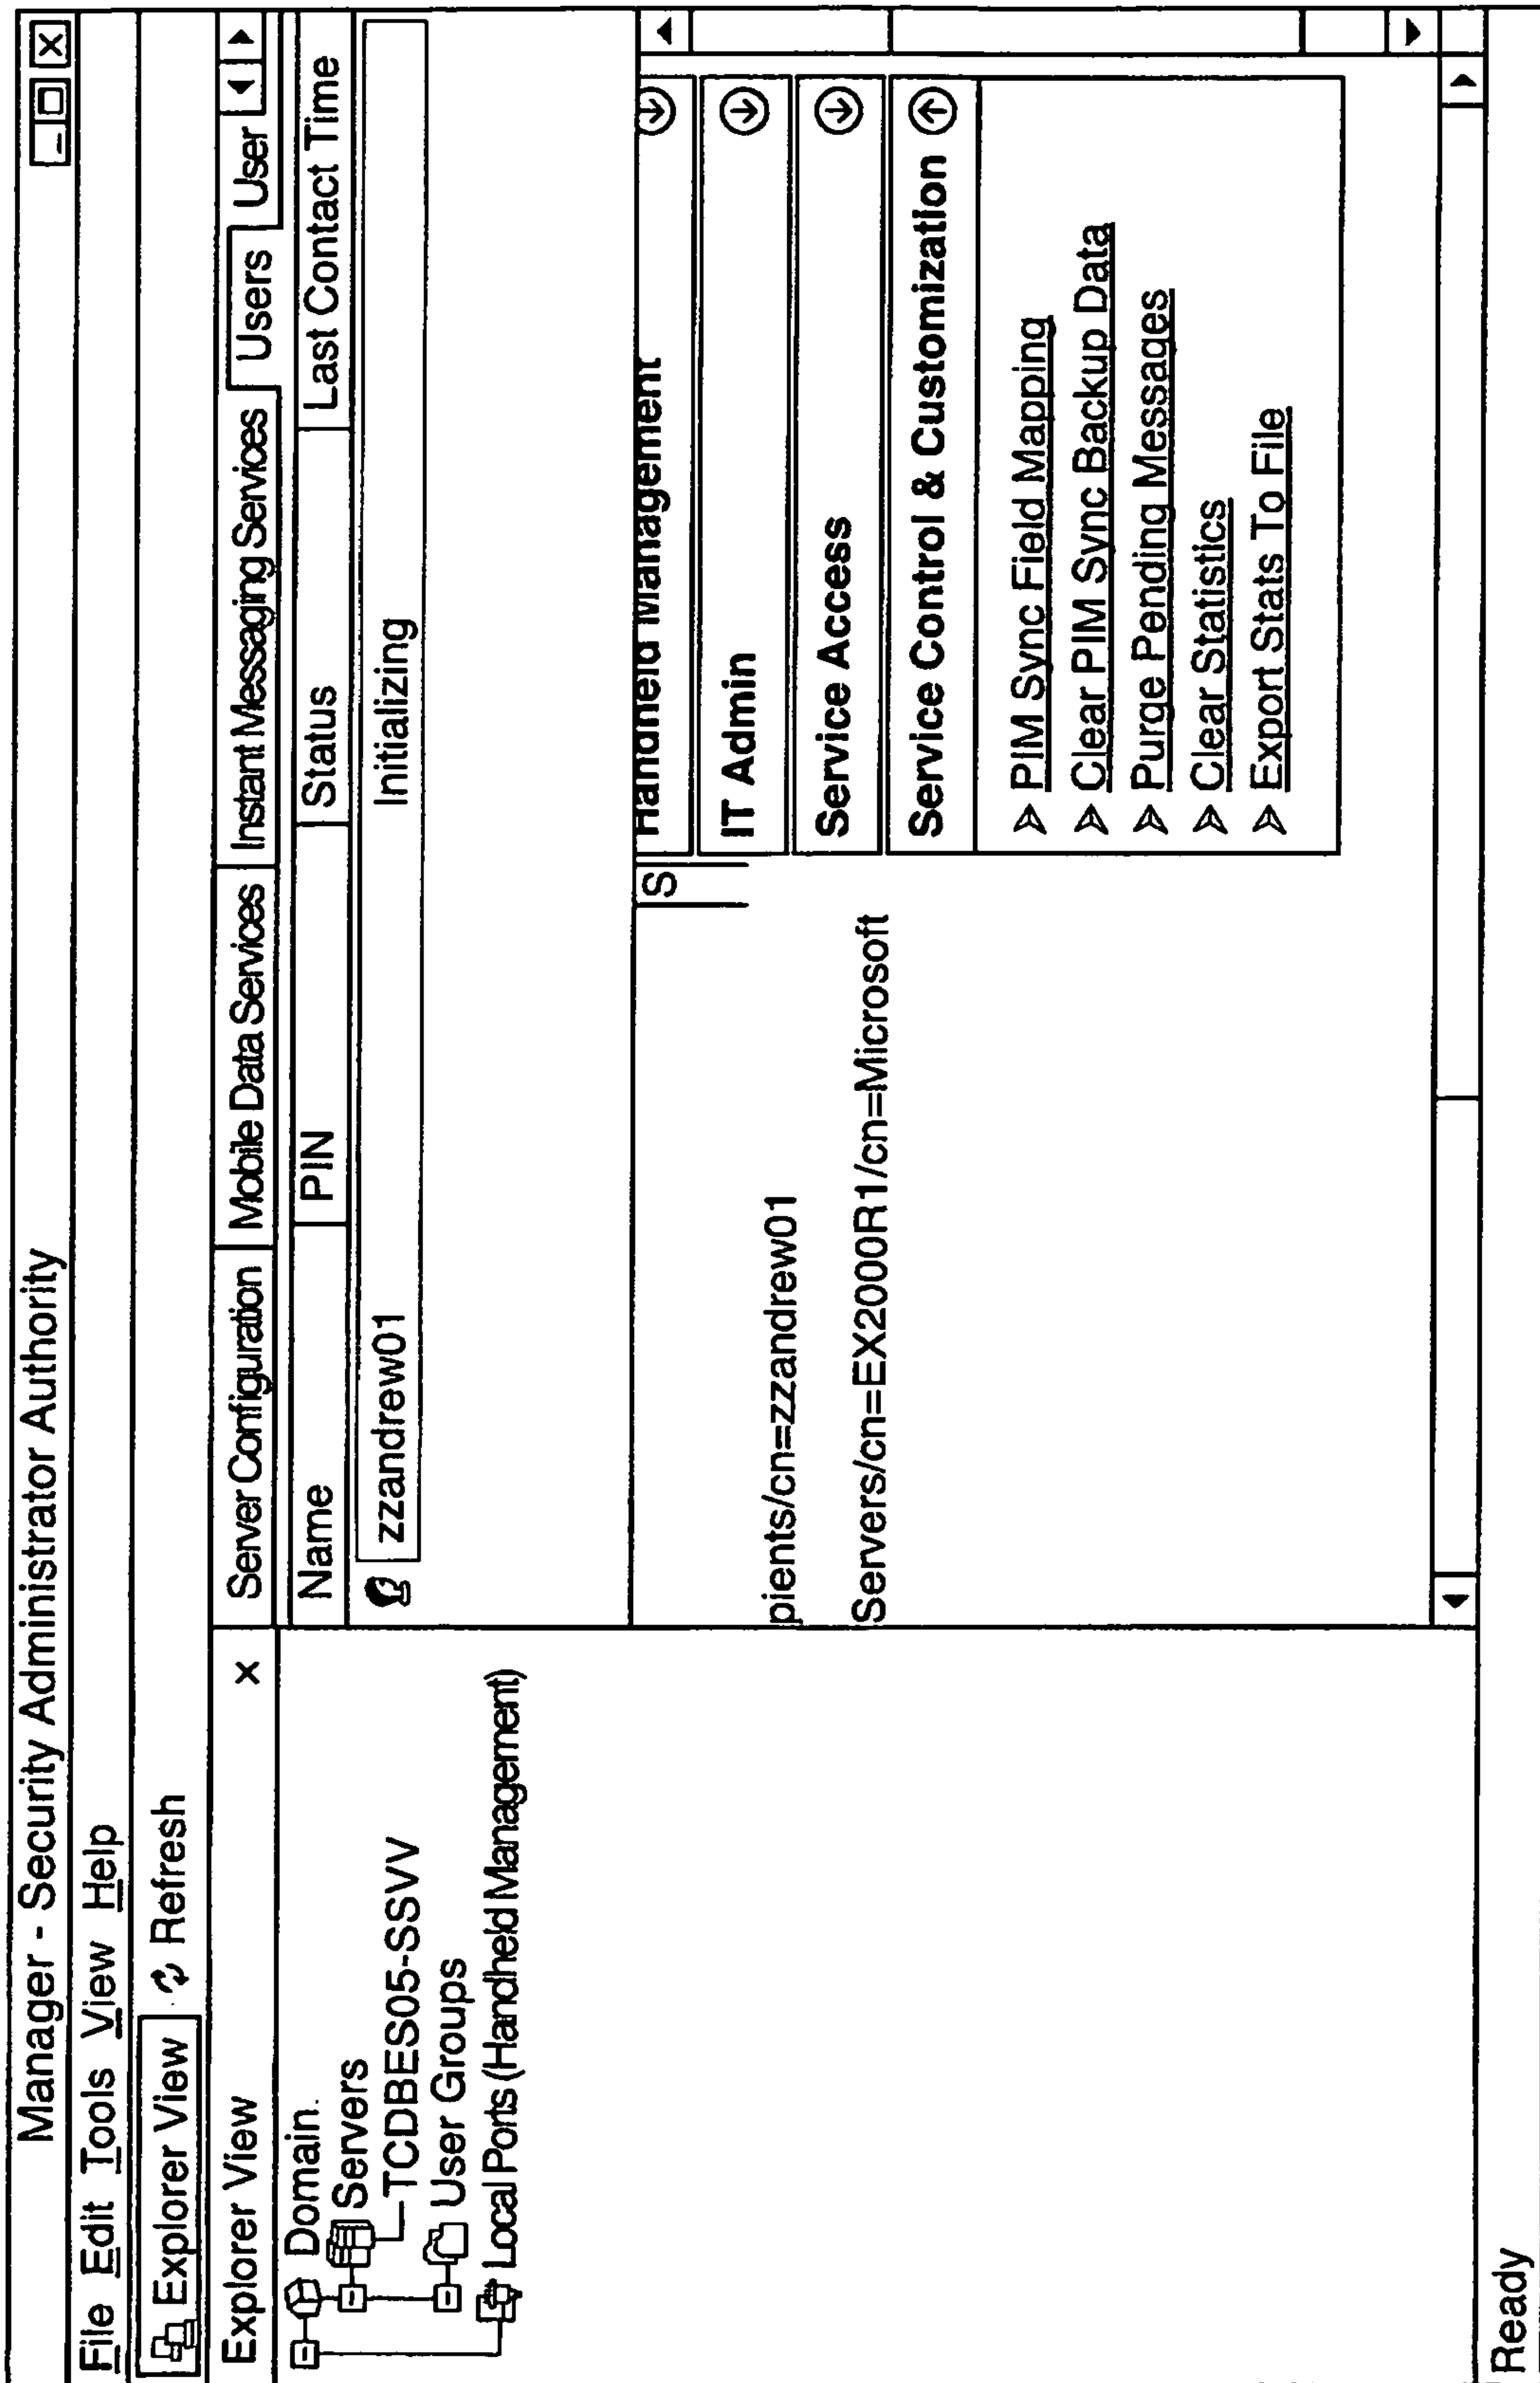 Manager - Security Administrator Authority
File Edit Tools View Help
Explorer View Refresh
Explorer View x
Server Configuration Mobile Data Services Instant Messaging Services Users User
Domain.
Servers
TCDBES05-SSVV
User Groups
Local Ports (Handheld Management)
Name PIN Status Last Contact Time
zzandrew01 Initializing
S
Handheld Management
IT Admin
Service Access
Service Control & Customization
PIM Sync Field Mapping
Clear PIM Sync Backup Data
Purge Pending Messages
Clear Statistics
Export Stats To File
pients/cn=zzandrew01
Servers/cn=EX2000R1/cn=Microsoft
Ready